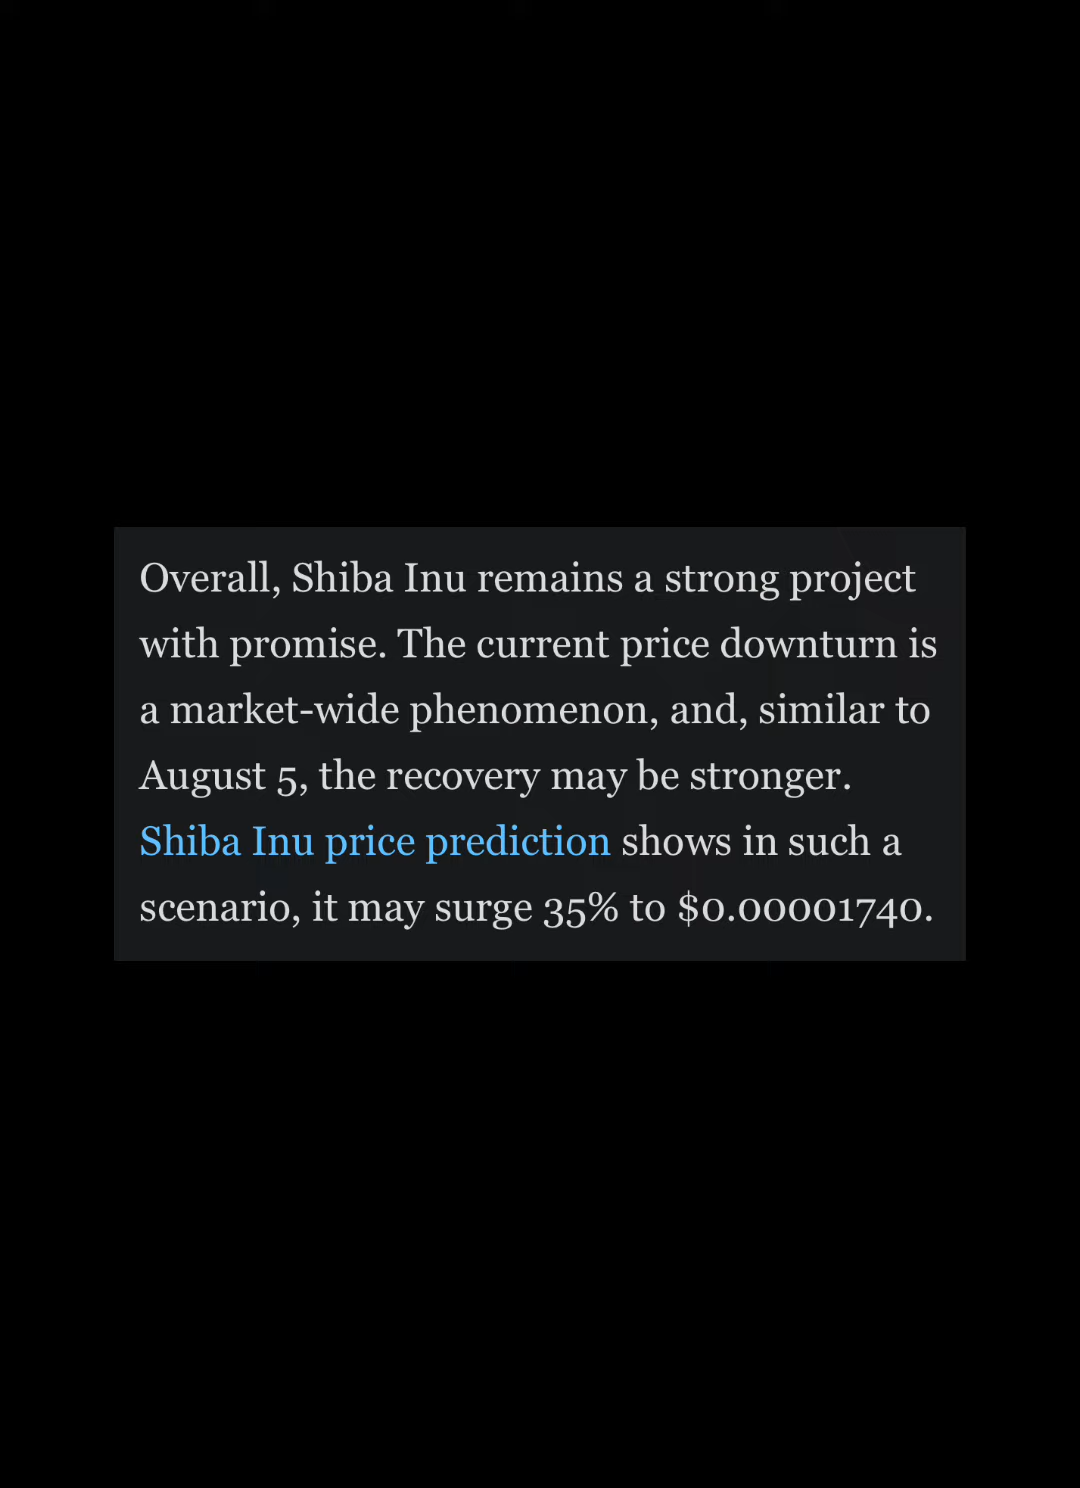 Overall, Shiba Inu remains a strong project
with promise. The current price downturn is
a market-wide phenomenon, and, similar to
August 5, the recovery may be stronger.
Shiba Inu price prediction shows in such a
scenario, it may surge 35% to $0.00001740.